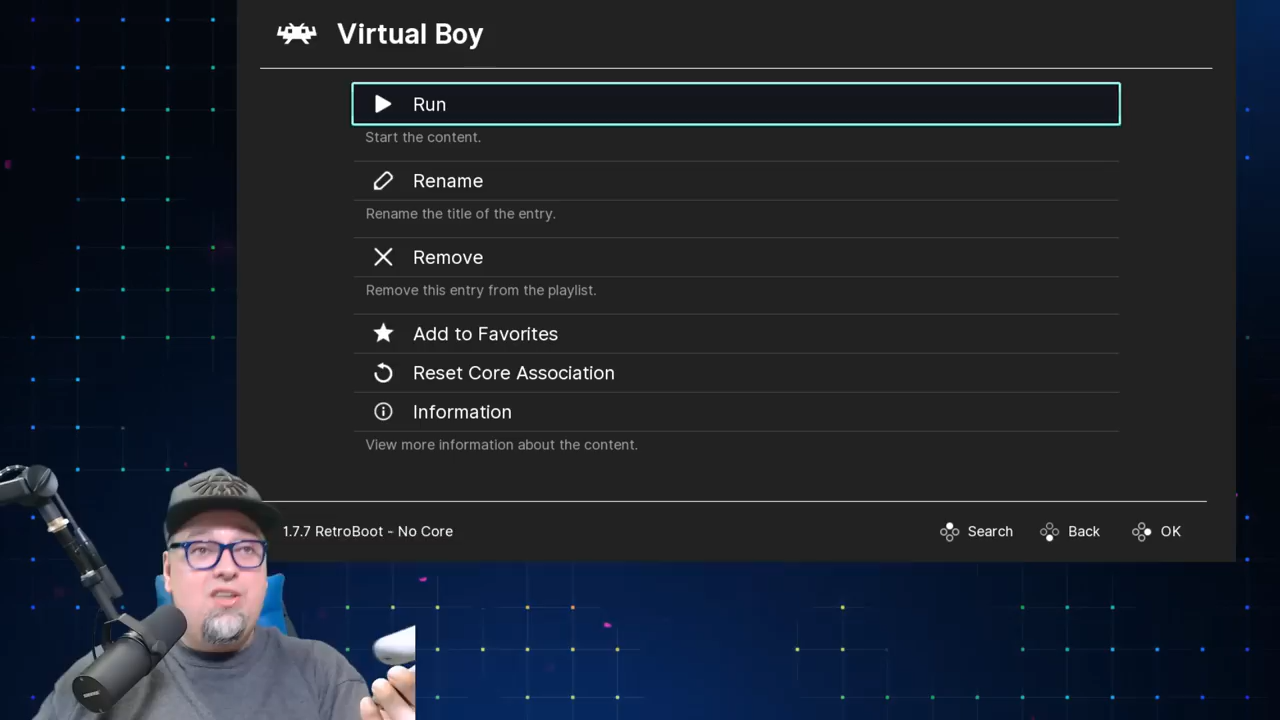 Virtual Boy
Run
Start the content.
Rename
Rename the title of the entry.
Remove
Remove this entry from the playlist.
Add to Favorites
Reset Core Association
Information
View more information about the content.
1.7.7 RetroBoot - No Core
Search
Back
OK